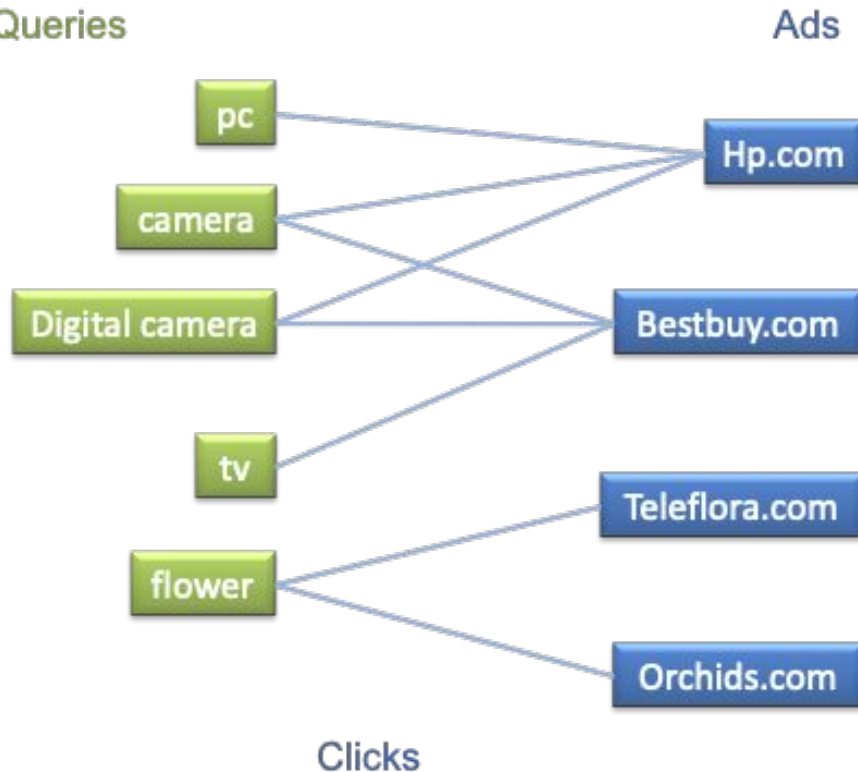 Queries
Ads
pc
Hp.com
camera
Digital camera
Bestbuy.com
tv
Teleflora.com
flower
Orchids.com
Clicks